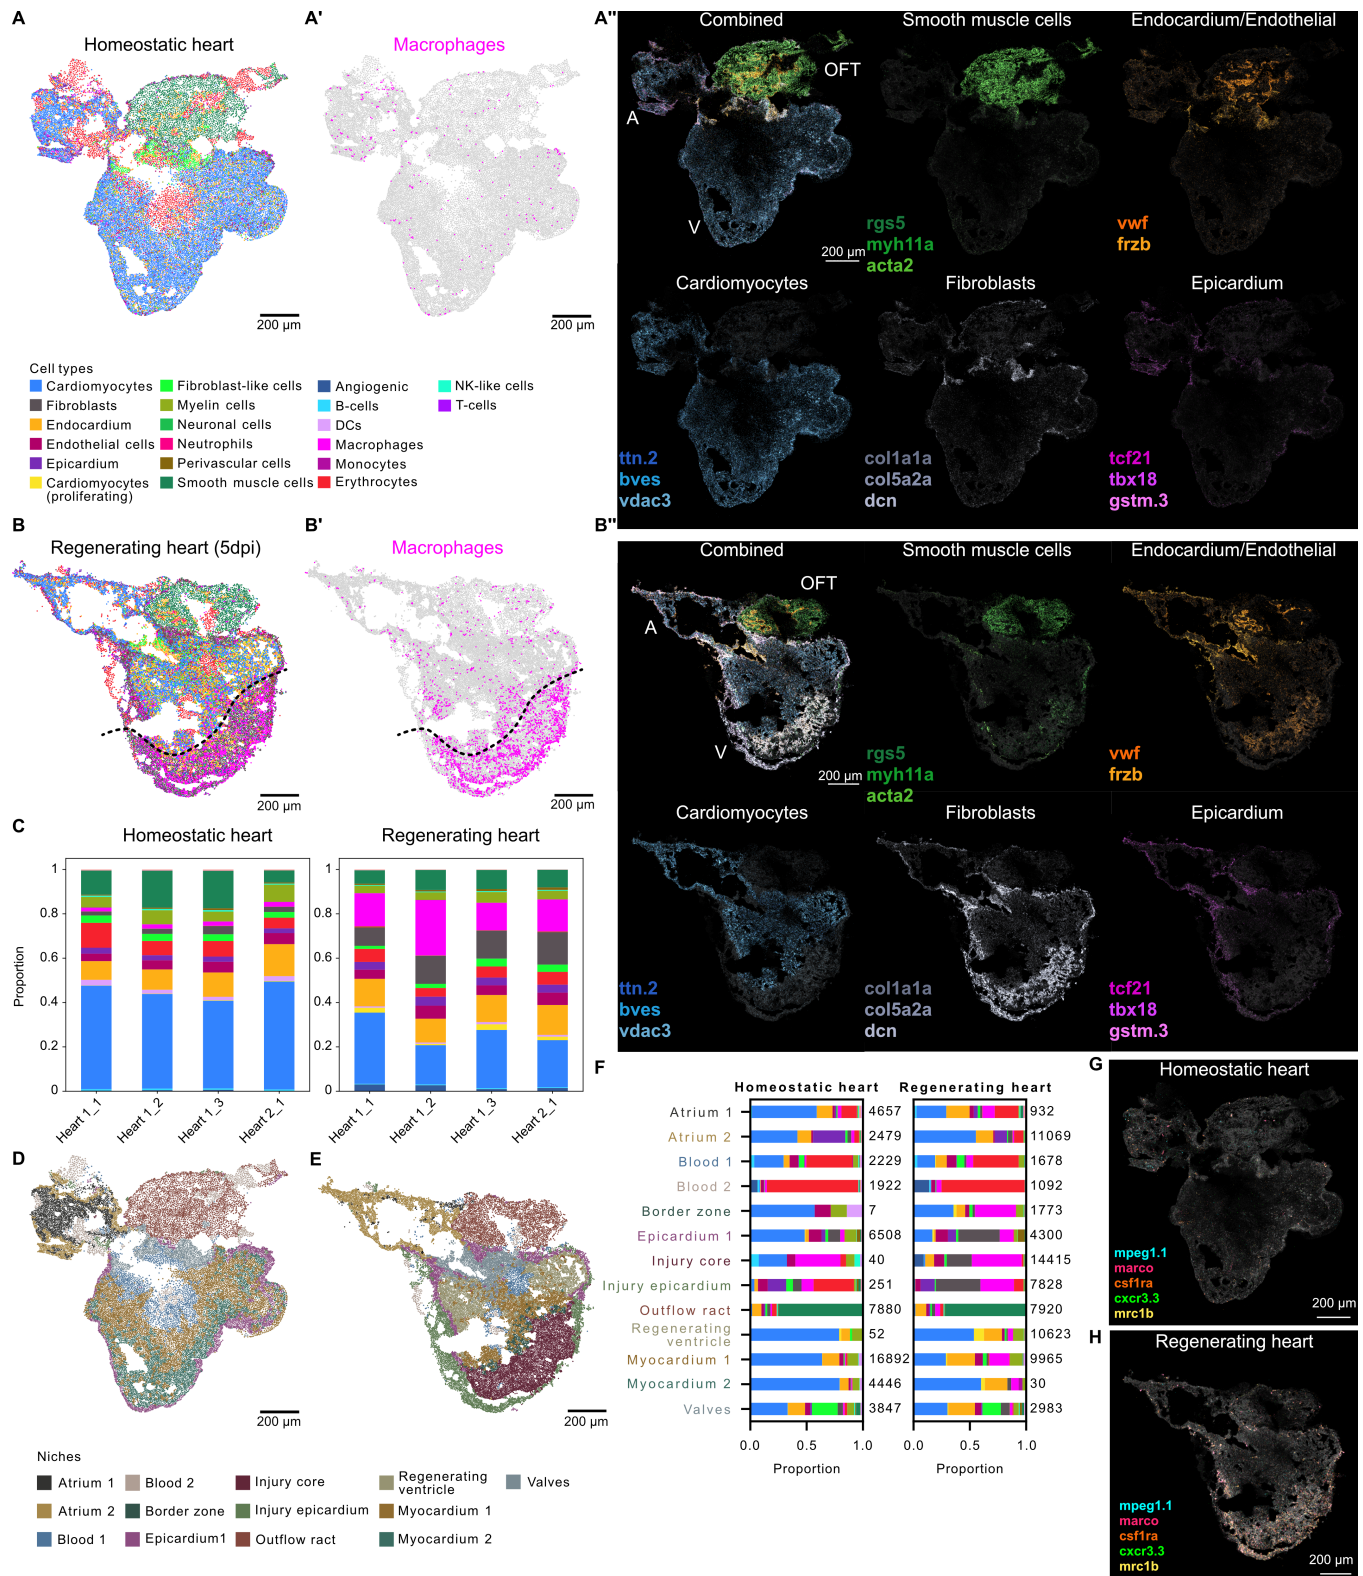 A
Homeostatic heart
200 µm
A'
Macrophages
200 µm
A"
Combined
OFT
A
V
200 µm
Smooth muscle cells
rgs5
myh11a
acta2
Endocardium/Endothelial
vwf
frzb
Cardiomyocytes
ttn.2
bves
vdac3
Fibroblasts
col1a1a
col5a2a
dcn
Epicardium
tcf21
tbx18
gstm.3
Cell types
Cardiomyocytes
Fibroblasts
Endocardium
Endothelial cells
Epicardium
Cardiomyocytes
(proliferating)
Fibroblast-like cells
Myelin cells
Neuronal cells
Neutrophils
Perivascular cells
Smooth muscle cells
Angiogenic
B-cells
DCs
Macrophages
Monocytes
Erythrocytes
NK-like cells
T-cells
B
Regenerating heart (5dpi)
200 µm
B'
Macrophages
200 µm
B"
Combined
OFT
A
V
200 µm
Smooth muscle cells
rgs5
myh11a
acta2
Endocardium/Endothelial
vwf
frzb
Cardiomyocytes
ttn.2
bves
vdac3
Fibroblasts
col1a1a
col5a2a
dcn
Epicardium
tcf21
tbx18
gstm.3
C
Homeostatic heart
Regenerating heart
Proportion
1
0.8
0.6
0.4
0.2
0
1
0.8
0.6
0.4
0.2
0
Heart 1_1
Heart 1_2
Heart 1_3
Heart 2_1
Heart 1_1
Heart 1_2
Heart 1_3
Heart 2_1
D
200 µm
E
200 µm
Niches
Atrium 1
Atrium 2
Blood 1
Blood 2
Border zone
Epicardium1
Injury core
Injury epicardium
Outflow ract
Regenerating
ventricle
Myocardium 1
Myocardium 2
Valves
F
Homeostatic heart
Regenerating heart
Atrium 1 4657 932
Atrium 2 2479 11069
Blood 1 2229 1678
Blood 2 1922 1092
Border zone 7 1773
Epicardium 1 6508 4300
Injury core 40 14415
Injury epicardium 251 7828
Outflow ract 7880 7920
Regenerating
ventricle 52 10623
Myocardium 1 16892 9965
Myocardium 2 4446 30
Valves 3847 2983
0.0 0.5 1.0 0.0 0.5 1.0
Proportion Proportion
G
Homeostatic heart
mpeg1.1
marco
csf1ra
cxcr3.3
mrc1b
200 µm
H
Regenerating heart
mpeg1.1
marco
csf1ra
cxcr3.3
mrc1b
200 µm